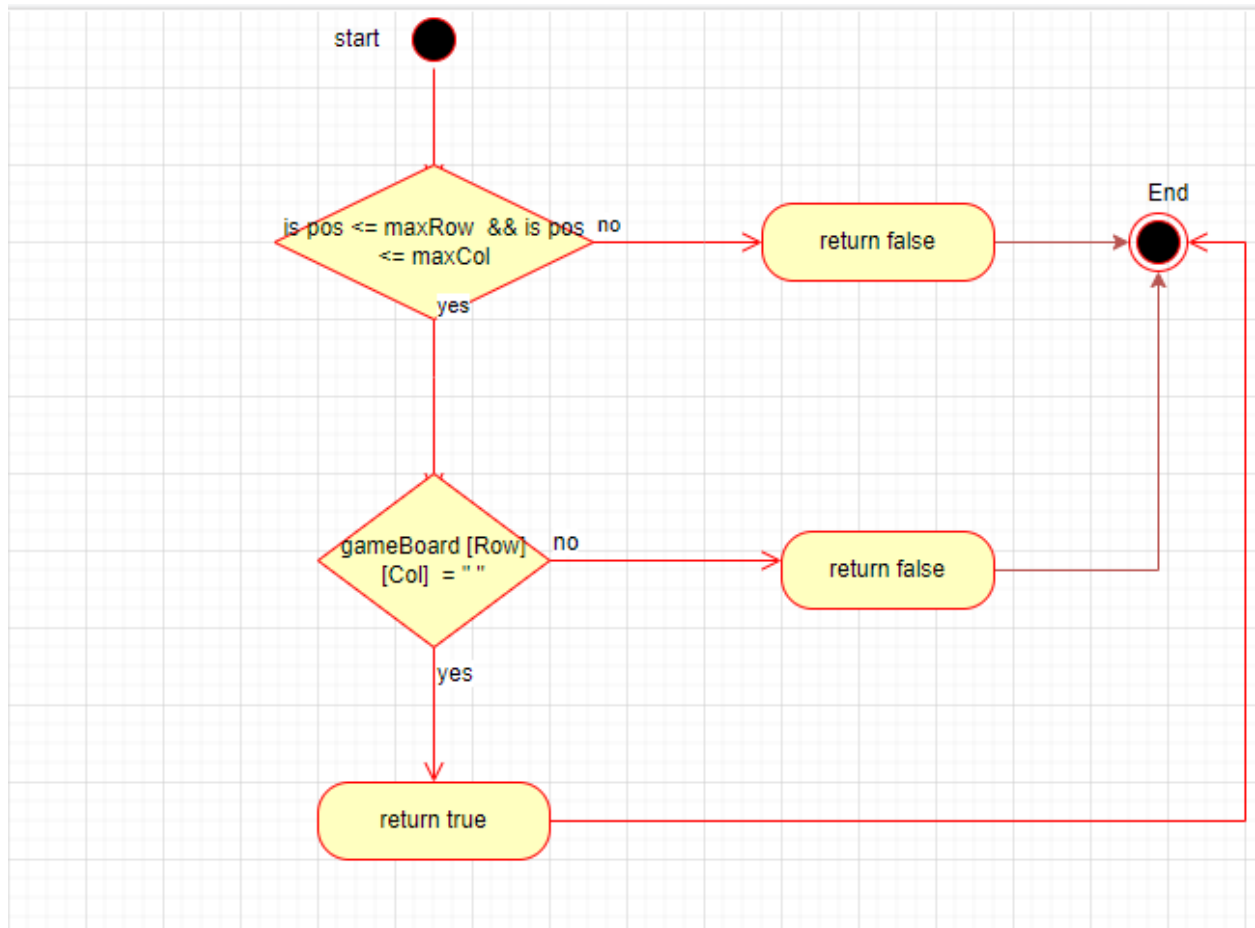 start
is pos <= maxRow  && is pos
<= maxCol
no
return false
End
yes
gameBoard [Row]
[Col]  = " "
no
return false
yes
return true